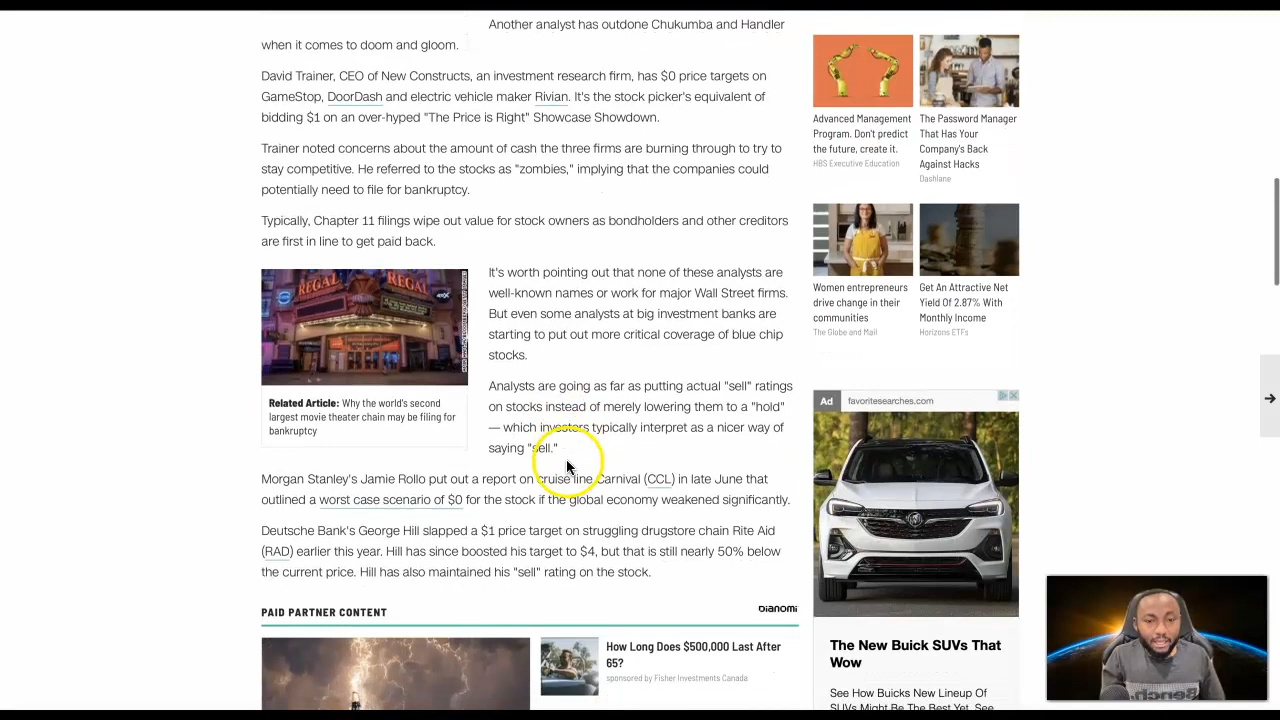 Another analyst has outdone Chukumba and Handler
when it comes to doom and gloom.
David Trainer, CEO of New Constructs, an investment research firm, has $0 price targets on
GameStop, DoorDash and electric vehicle maker Rivian. It's the stock picker's equivalent of
bidding $1 on an over-hyped "The Price is Right" Showcase Showdown.
Trainer noted concerns about the amount of cash the three firms are burning through to try to
stay competitive. He referred to the stocks as "zombies," implying that the companies could
potentially need to file for bankruptcy.
Typically, Chapter 11 filings wipe out value for stock owners as bondholders and other creditors
are first in line to get paid back.
REGAL
REGAL
4DX
Related Article: Why the world's second
largest movie theater chain may be filing for
bankruptcy
It's worth pointing out that none of these analysts are
well-known names or work for major Wall Street firms.
But even some analysts at big investment banks are
starting to put out more critical coverage of blue chip
stocks.
Analysts are going as far as putting actual "sell" ratings
on stocks instead of merely lowering them to a "hold"
— which investors typically interpret as a nicer way of
saying "sell."
Morgan Stanley's Jamie Rollo put out a report on cruise line Carnival (CCL) in late June that
outlined a worst case scenario of $0 for the stock if the global economy weakened significantly.
Deutsche Bank's George Hill slapped a $1 price target on struggling drugstore chain Rite Aid
(RAD) earlier this year. Hill has since boosted his target to $4, but that is still nearly 50% below
the current price. Hill has also maintained his "sell" rating on the stock.
PAID PARTNER CONTENT
bianomi
How Long Does $500,000 Last After
65?
sponsored by Fisher Investments Canada
Advanced Management
Program. Don't predict
the future, create it.
HBS Executive Education
The Password Manager
That Has Your
Company's Back
Against Hacks
Dashlane
Women entrepreneurs
drive change in their
communities
The Globe and Mail
Get An Attractive Net
Yield Of 2.87% With
Monthly Income
Horizons ETFs
Ad
favoritesearches.com
The New Buick SUVs That
Wow
See How Buicks New Lineup Of
SUVs Might Be The Best Yet. See